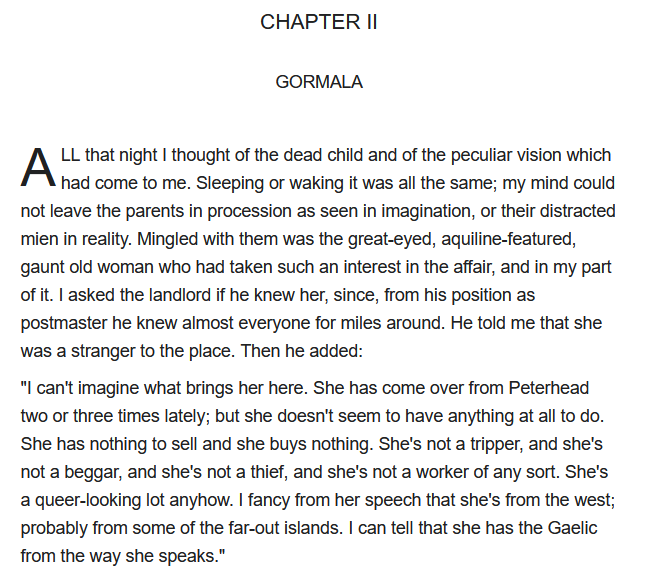 CHAPTER II
GORMALA
ALL that night I thought of the dead child and of the peculiar vision which
had come to me. Sleeping or waking it was all the same; my mind could
not leave the parents in procession as seen in imagination, or their distracted
mien in reality. Mingled with them was the great-eyed, aquiline-featured,
gaunt old woman who had taken such an interest in the affair, and in my part
of it. I asked the landlord if he knew her, since, from his position as
postmaster he knew almost everyone for miles around. He told me that she
was a stranger to the place. Then he added:
"I can't imagine what brings her here. She has come over from Peterhead
two or three times lately; but she doesn't seem to have anything at all to do.
She has nothing to sell and she buys nothing. She's not a tripper, and she's
not a beggar, and she's not a thief, and she's not a worker of any sort. She's
a queer-looking lot anyhow. I fancy from her speech that she's from the west;
probably from some of the far-out islands. I can tell that she has the Gaelic
from the way she speaks."